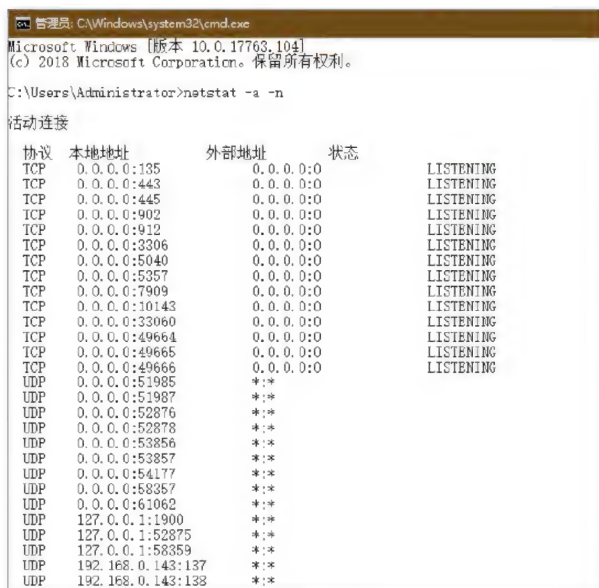 管理员: C:\Windows\system32\cmd.exe
Microsoft Windows [版本 10.0.17763.104]
(c) 2018 Microsoft Corporation。保留所有权利。
C:\Users\Administrator>netstat -a -n
活动连接
协议 本地地址 外部地址 状态
TCP 0.0.0.0:135 0.0.0.0:0 LISTENING
TCP 0.0.0.0:443 0.0.0.0:0 LISTENING
TCP 0.0.0.0:445 0.0.0.0:0 LISTENING
TCP 0.0.0.0:902 0.0.0.0:0 LISTENING
TCP 0.0.0.0:912 0.0.0.0:0 LISTENING
TCP 0.0.0.0:3306 0.0.0.0:0 LISTENING
TCP 0.0.0.0:5040 0.0.0.0:0 LISTENING
TCP 0.0.0.0:5357 0.0.0.0:0 LISTENING
TCP 0.0.0.0:7909 0.0.0.0:0 LISTENING
TCP 0.0.0.0:10143 0.0.0.0:0 LISTENING
TCP 0.0.0.0:33060 0.0.0.0:0 LISTENING
TCP 0.0.0.0:49664 0.0.0.0:0 LISTENING
TCP 0.0.0.0:49665 0.0.0.0:0 LISTENING
TCP 0.0.0.0:49666 0.0.0.0:0 LISTENING
UDP 0.0.0.0:51985 *:*
UDP 0.0.0.0:51987 *:*
UDP 0.0.0.0:52876 *:*
UDP 0.0.0.0:52878 *:*
UDP 0.0.0.0:53856 *:*
UDP 0.0.0.0:53857 *:*
UDP 0.0.0.0:54177 *:*
UDP 0.0.0.0:58357 *:*
UDP 0.0.0.0:61062 *:*
UDP 127.0.0.1:1900 *:*
UDP 127.0.0.1:52875 *:*
UDP 127.0.0.1:58359 *:*
UDP 192.168.0.143:137 *:*
UDP 192.168.0.143:138 *:*